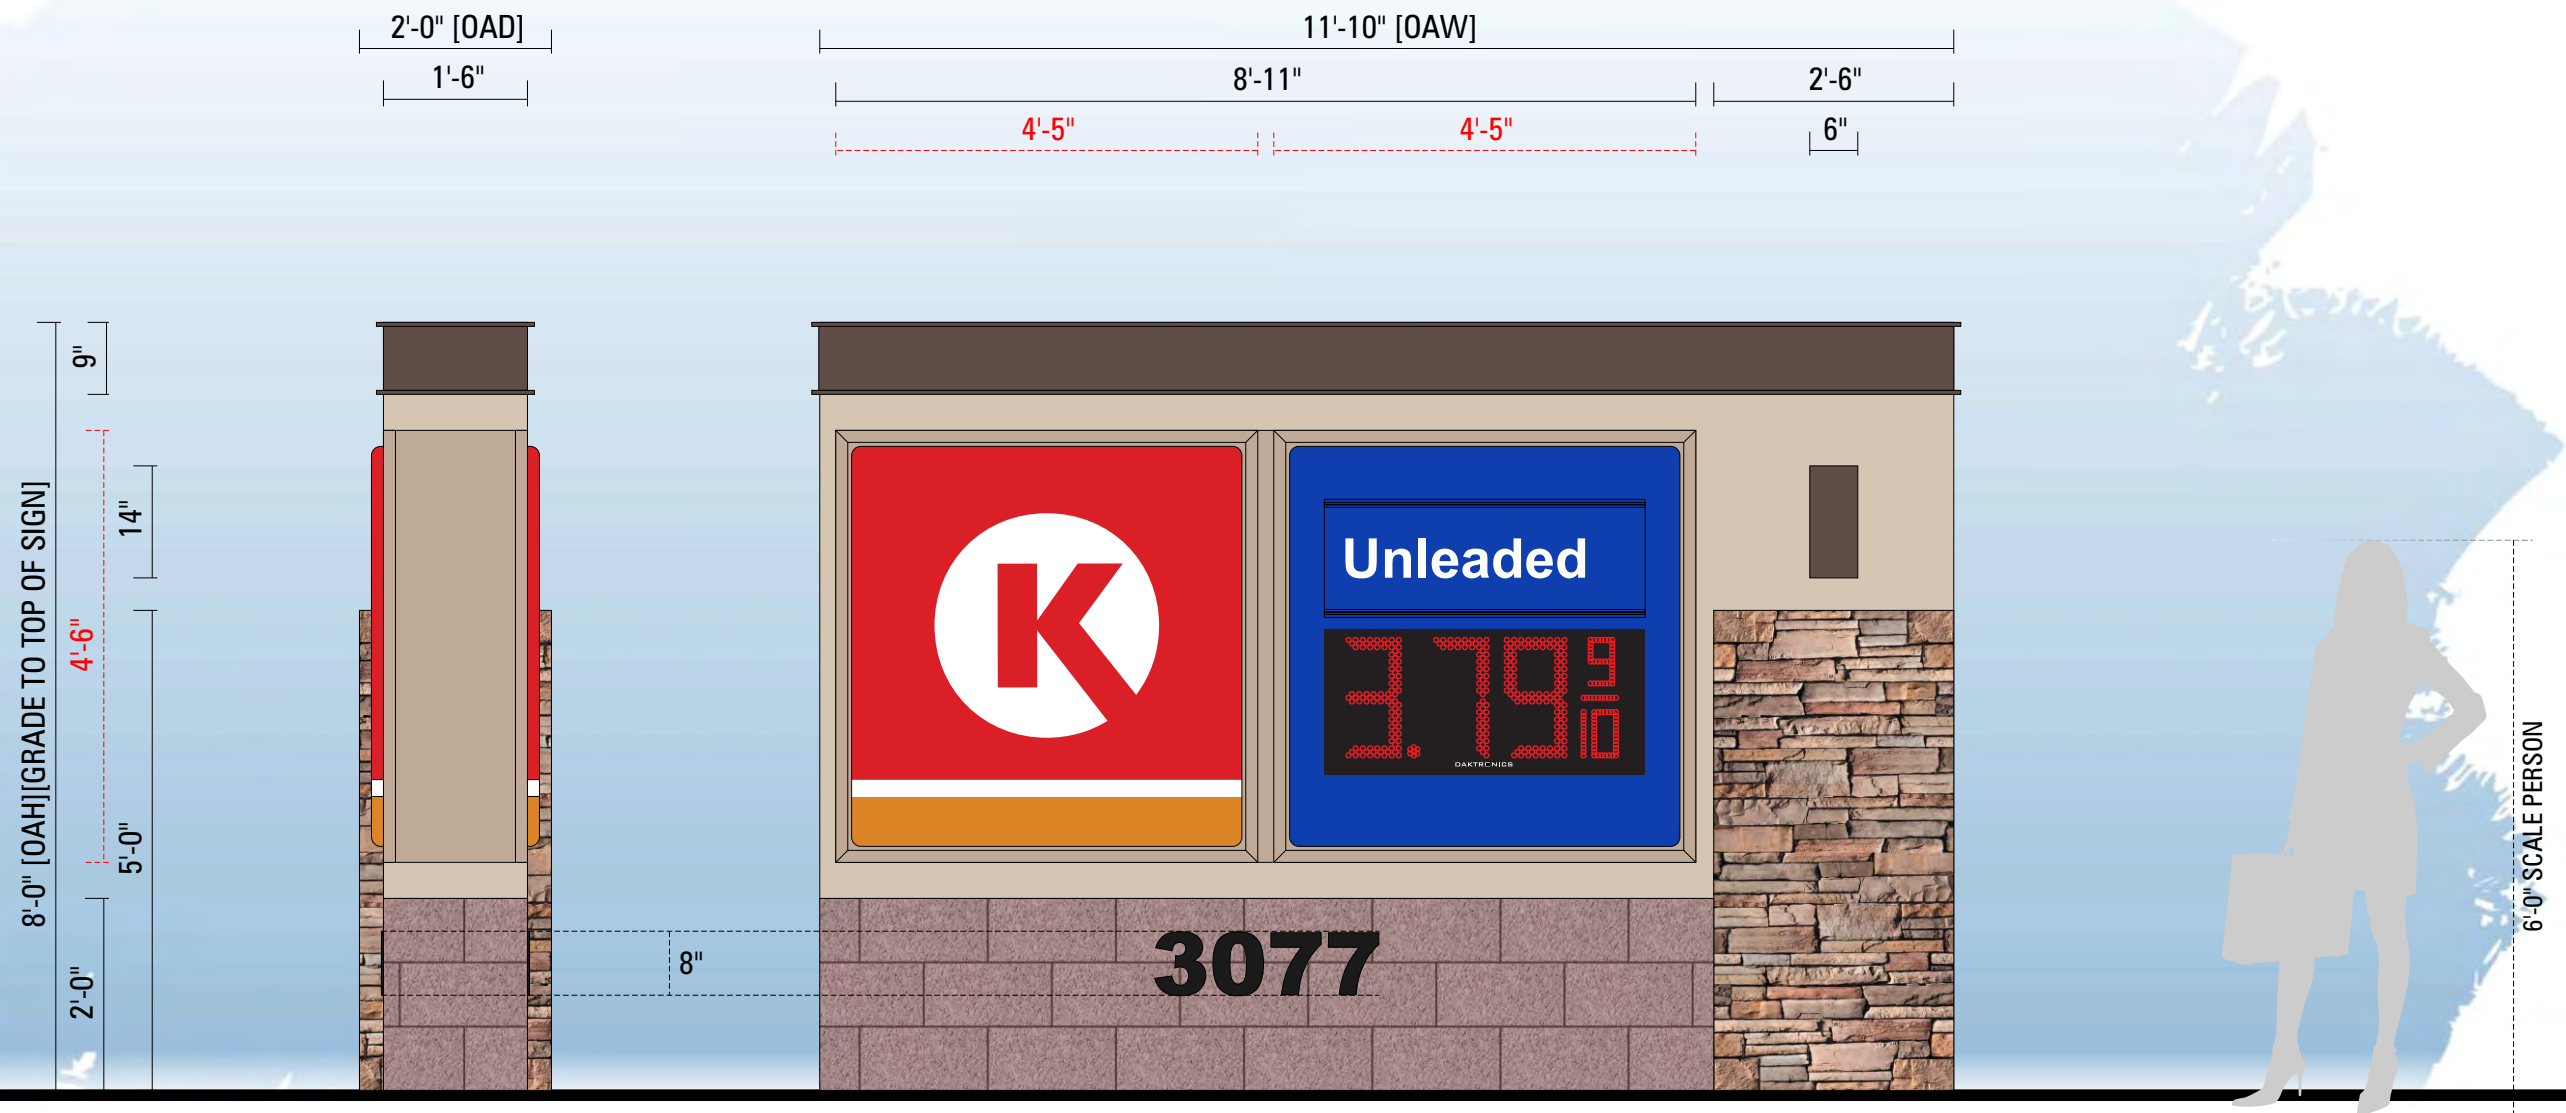 2'-0" [OAD]
11'-10" [OAW]
1'-6"
8'-11"
2'-6"
4'-5"
4'-5"
6"
8'-0" [OAH][GRADE TO TOP OF SIGN]
9"
4'-6"
14"
5'-0"
2'-0"
8"
K
Unleaded
3.79 9/10
DAKTRONICS
3077
6'-0" SCALE PERSON